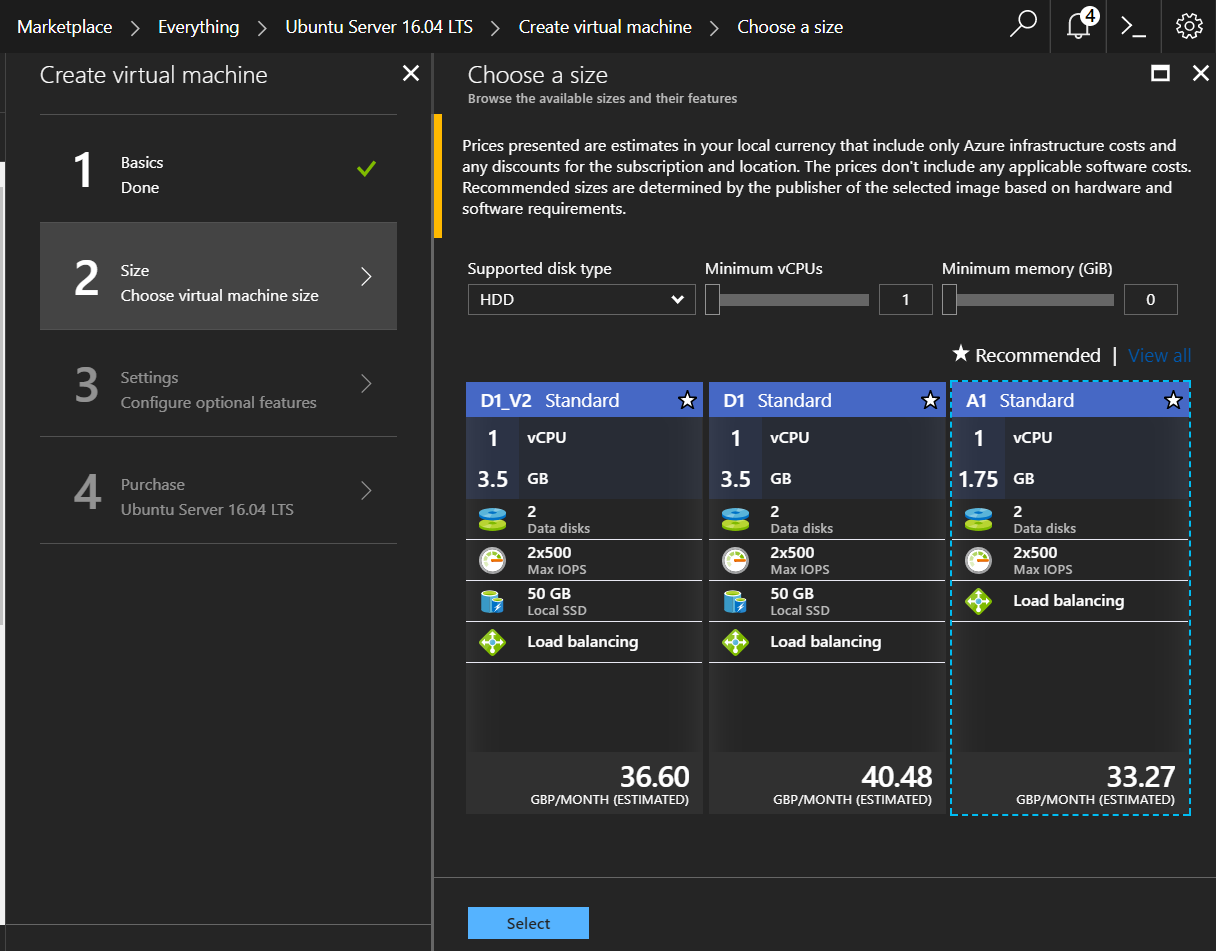 Marketplace > Everything > Ubuntu Server 16.04 LTS > Create virtual machine > Choose a size
4
Create virtual machine
1
Basics
Done
2
Size
Choose virtual machine size
3
Settings
Configure optional features
4
Purchase
Ubuntu Server 16.04 LTS
Choose a size
Browse the available sizes and their features
Prices presented are estimates in your local currency that include only Azure infrastructure costs and
any discounts for the subscription and location. The prices don't include any applicable software costs.
Recommended sizes are determined by the publisher of the selected image based on hardware and
software requirements.
Supported disk type
HDD
Minimum vCPUs
1
Minimum memory (GiB)
0
★ Recommended | View all
D1_V2 Standard
1 vCPU
3.5 GB
2
Data disks
2x500
Max IOPS
50 GB
Local SSD
Load balancing
36.60
GBP/MONTH (ESTIMATED)
D1 Standard
1 vCPU
3.5 GB
2
Data disks
2x500
Max IOPS
50 GB
Local SSD
Load balancing
40.48
GBP/MONTH (ESTIMATED)
A1 Standard
1 vCPU
1.75 GB
2
Data disks
2x500
Max IOPS
Load balancing
33.27
GBP/MONTH (ESTIMATED)
Select